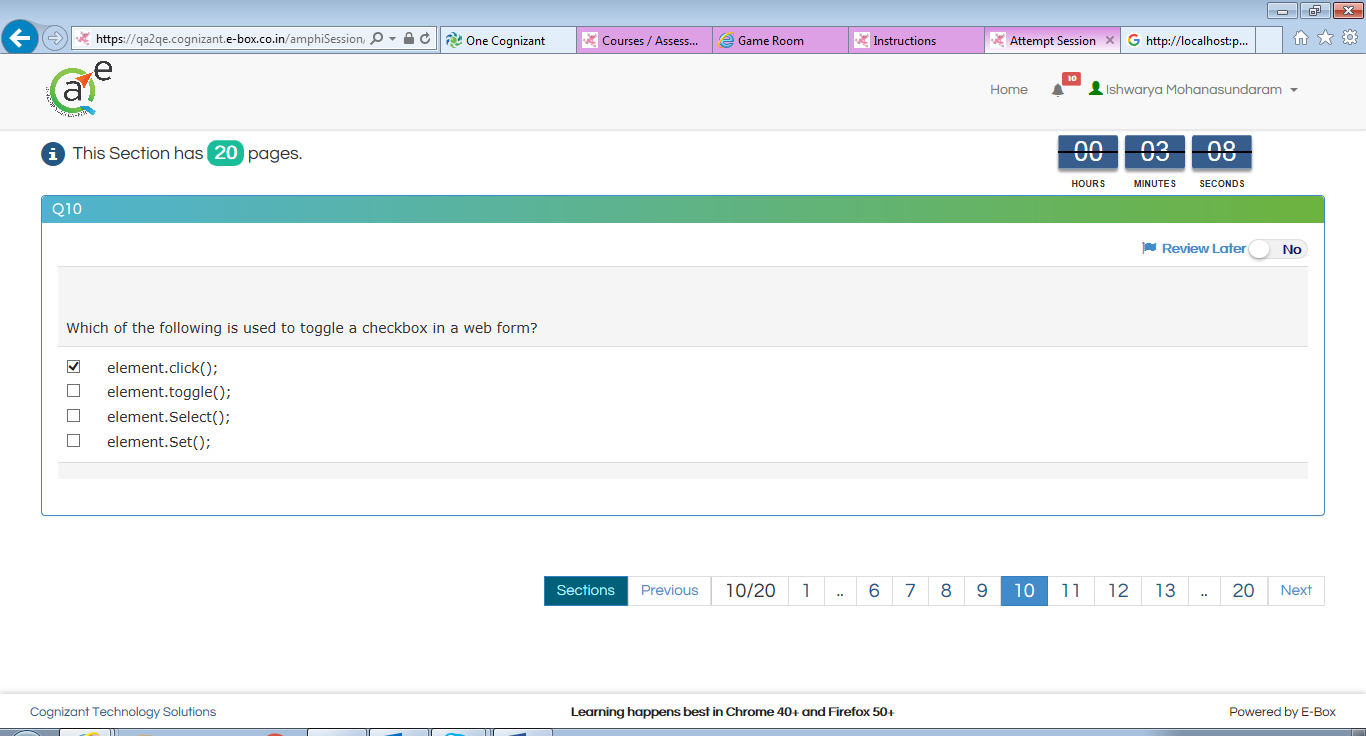 https://qa2qe.cognizant.e-box.co.in/amphiSession,
One Cognizant
Courses / Assess...
Game Room
Instructions
Attempt Session
http://localhost:p...
a e
Home
10
Ishwarya Mohanasundaram
This Section has 20 pages.
00 03 08
HOURS MINUTES SECONDS
Q10
Review Later No
Which of the following is used to toggle a checkbox in a web form?
element.click();
element.toggle();
element.Select();
element.Set();
Sections Previous 10/20 1 .. 6 7 8 9 10 11 12 13 .. 20 Next
Cognizant Technology Solutions Learning happens best in Chrome 40+ and Firefox 50+ Powered by E-Box